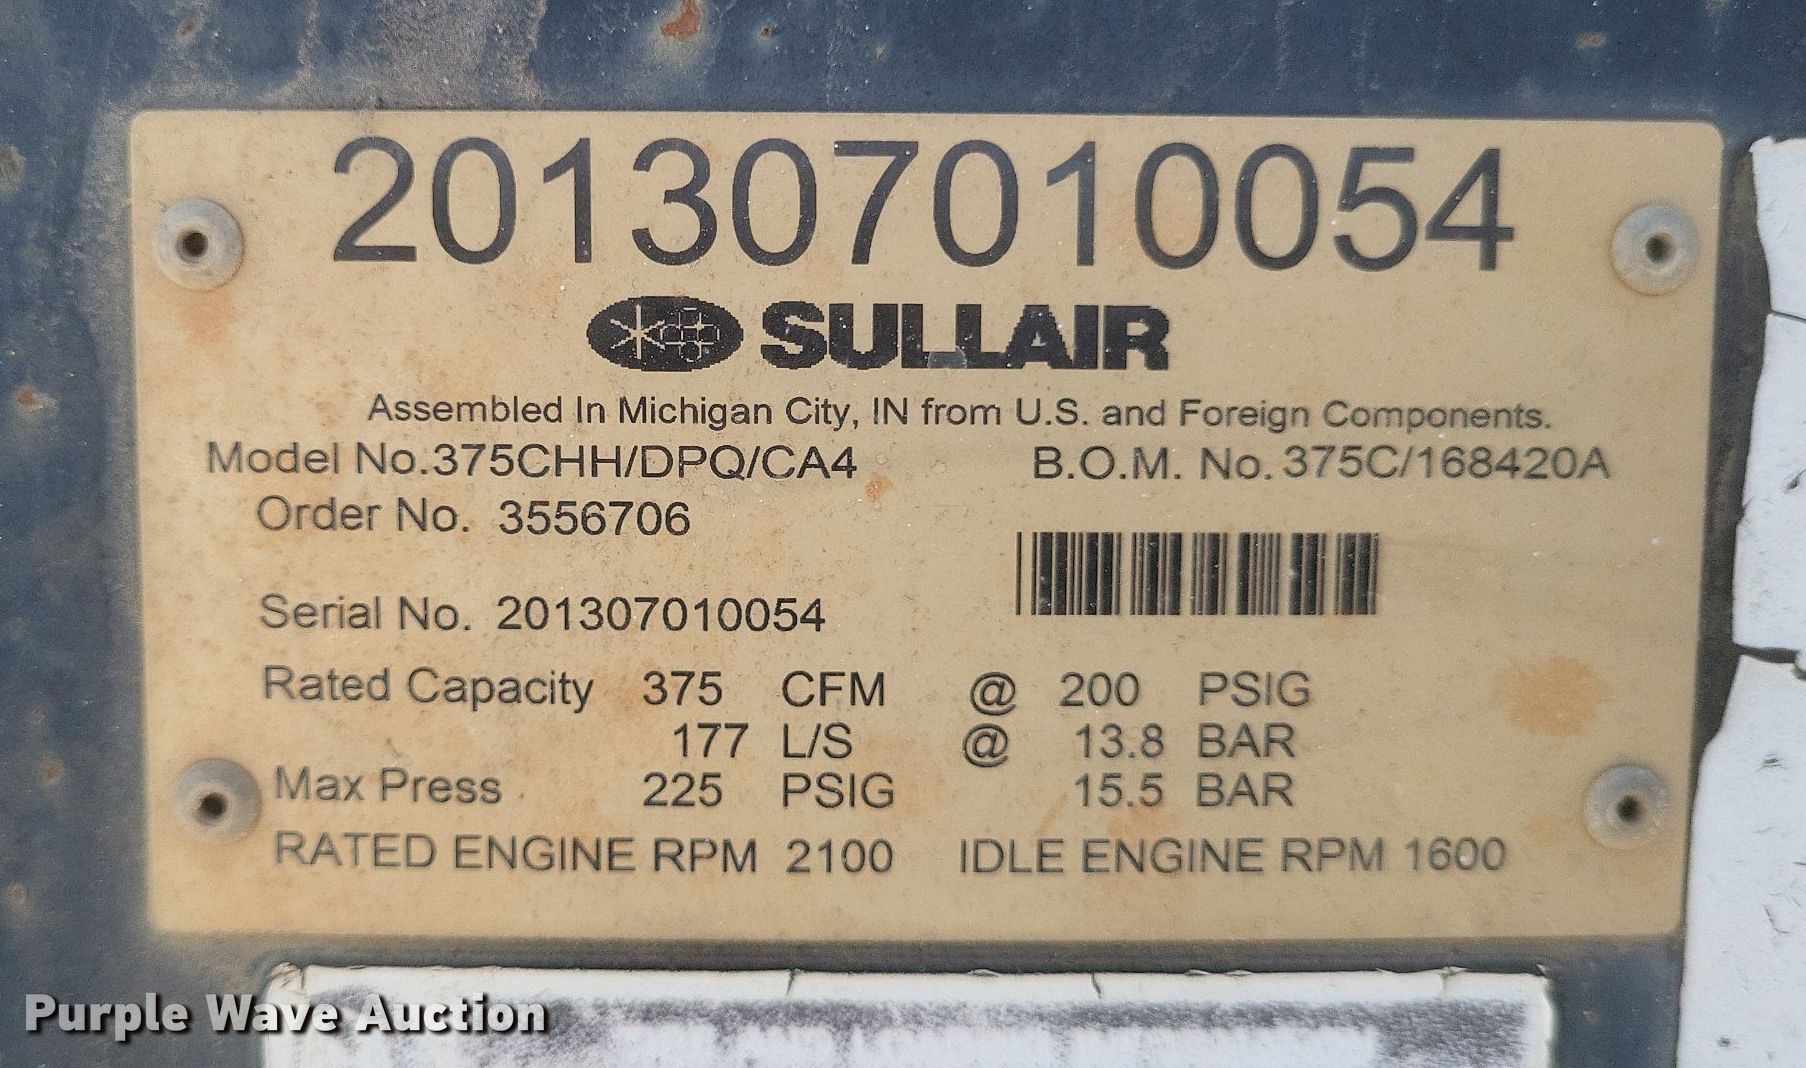 201307010054
SULLAIR
Assembled In Michigan City, IN from U.S. and Foreign Components.
Model No.375CHH/DPQ/CA4 B.O.M. No. 375C/168420A
Order No. 3556706
Serial No. 201307010054
Rated Capacity 375 CFM @ 200 PSIG
177 L/S @ 13.8 BAR
Max Press 225 PSIG 15.5 BAR
RATED ENGINE RPM 2100 IDLE ENGINE RPM 1600
Purple Wave Auction